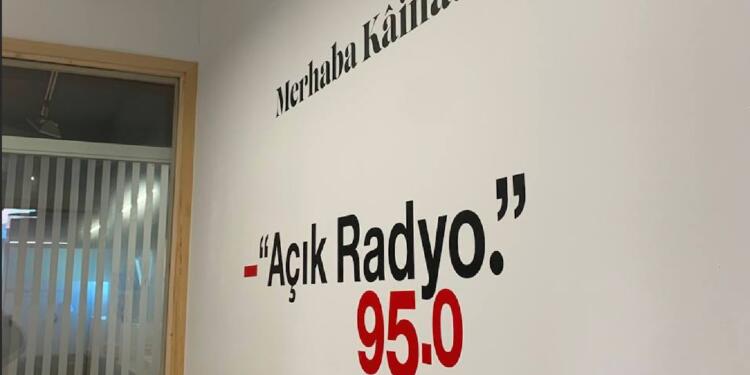 Merhaba
–“Açık Radyo.”
95.0